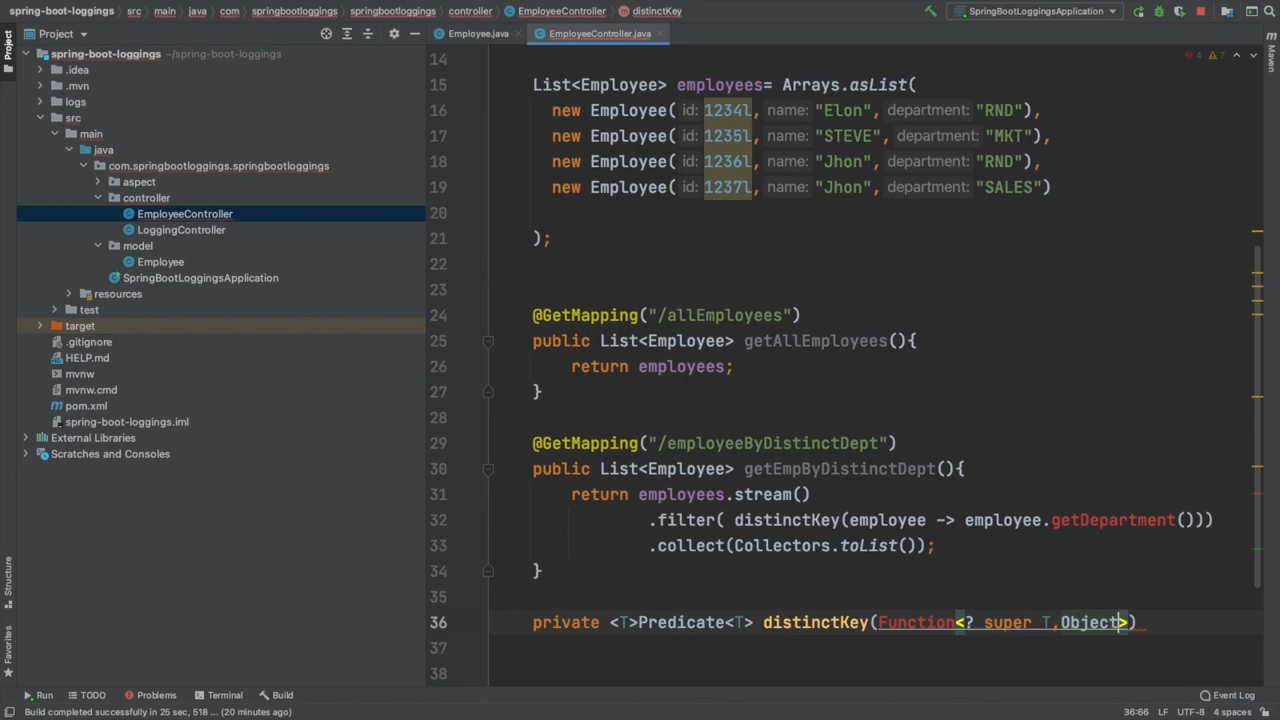 spring-boot-loggings src main java com springbootloggings springbootloggings controller EmployeeController distinctKey SpringBootLoggingsApplication
Project Employee.java EmployeeController.java
Project
Maven
Structure
Favorites
spring-boot-loggings ~/spring-boot-loggings
.idea
.mvn
logs
src
main
java
com.springbootloggings.springbootloggings
aspect
controller
EmployeeController
LoggingController
model
Employee
SpringBootLoggingsApplication
resources
test
target
.gitignore
HELP.md
mvnw
mvnw.cmd
pom.xml
spring-boot-loggings.iml
External Libraries
Scratches and Consoles
4 7
14
15 List<Employee> employees= Arrays.asList(
16 new Employee( id: 1234l, name: "Elon", department: "RND"),
17 new Employee( id: 1235l, name: "STEVE", department: "MKT"),
18 new Employee( id: 1236l, name: "Jhon", department: "RND"),
19 new Employee( id: 1237l, name: "Jhon", department: "SALES")
20
21 );
22
23
24 @GetMapping("/allEmployees")
25 public List<Employee> getAllEmployees(){
26 return employees;
27 }
28
29 @GetMapping("/employeeByDistinctDept")
30 public List<Employee> getEmpByDistinctDept(){
31 return employees.stream()
32 .filter( distinctKey(employee -> employee.getDepartment()))
33 .collect(Collectors.toList());
34 }
35
36 private <T>Predicate<T> distinctKey(Function<? super T,Object>)
37
38
Run TODO Problems Terminal Build Event Log
Build completed successfully in 25 sec, 518 ... (20 minutes ago) 36:66 LF UTF-8 4 spaces